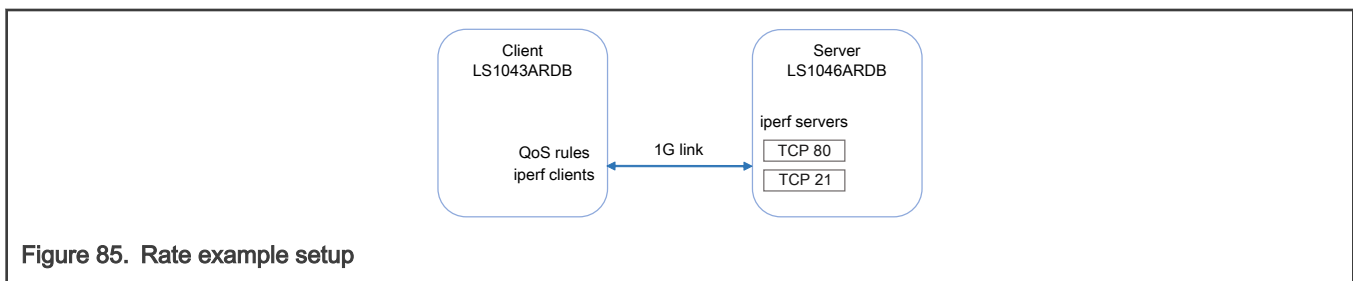 Client
LS1043ARDB
QoS rules
iperf clients
1G link
Server
LS1046ARDB
iperf servers
TCP 80
TCP 21
Figure 85. Rate example setup